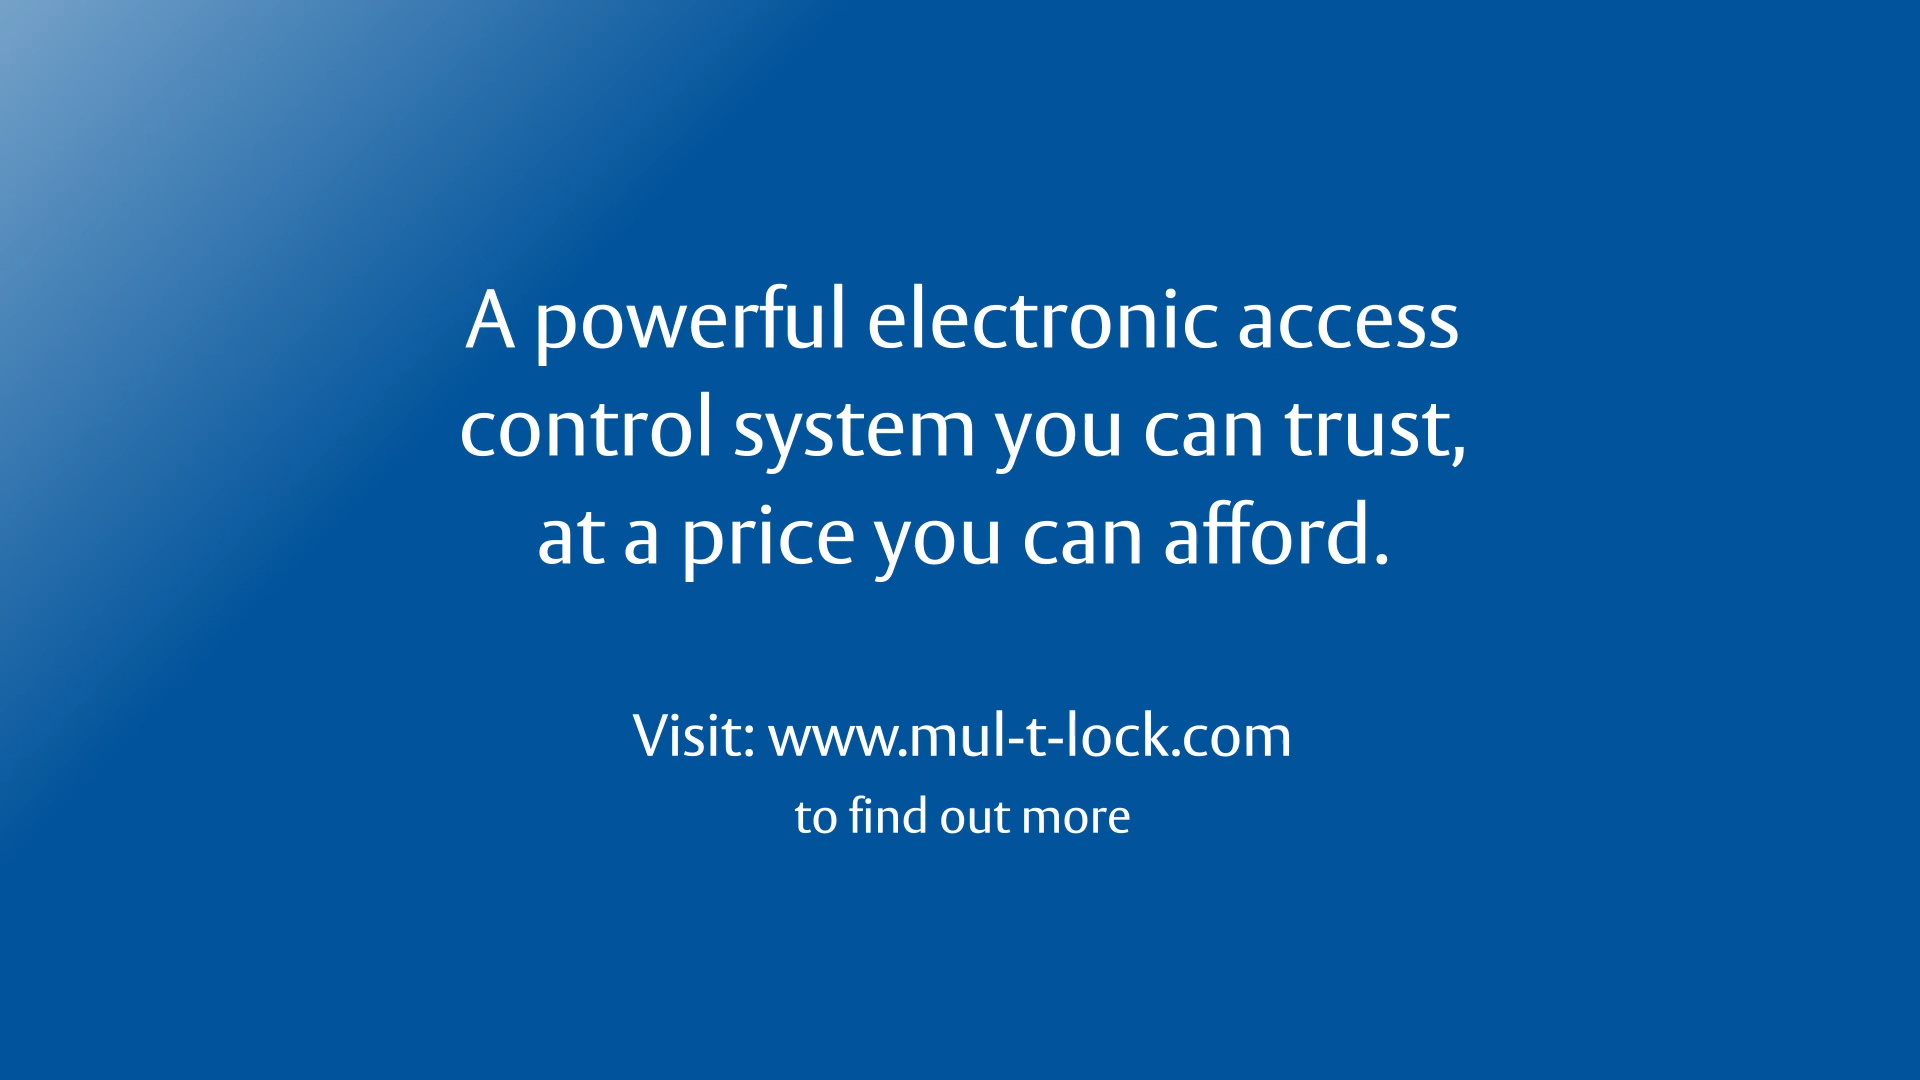 A powerful electronic access
control system you can trust,
at a price you can afford.
Visit: www.mul-t-lock.com
to find out more